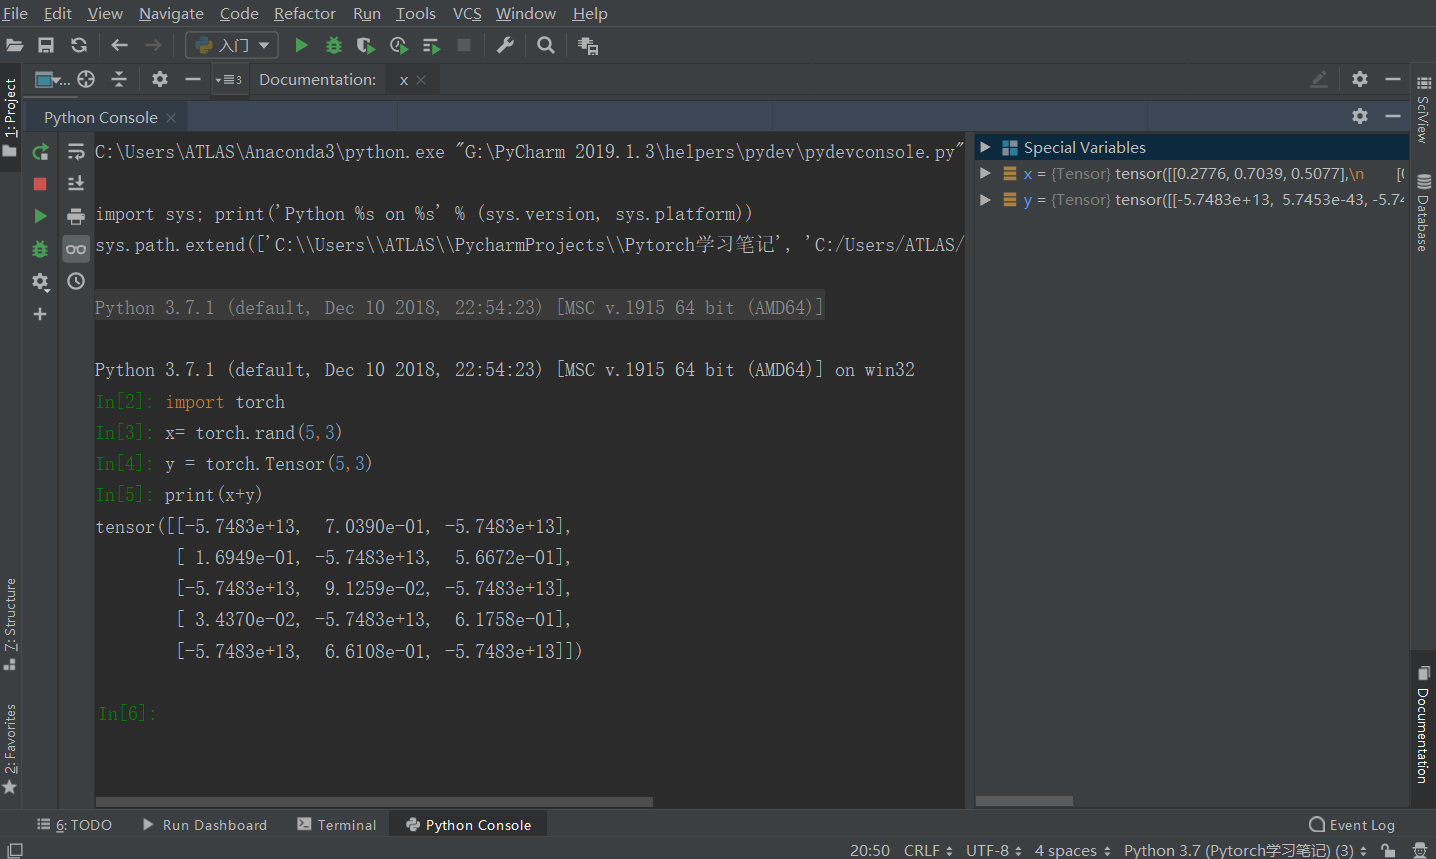 File Edit View Navigate Code Refactor Run Tools VCS Window Help
入门
... 3 Documentation: x
Python Console
1: Project
7: Structure
2: Favorites
C:\Users\ATLAS\Anaconda3\python.exe "G:\PyCharm 2019.1.3\helpers\pydev\pydevconsole.py"
import sys; print('Python %s on %s' % (sys.version, sys.platform))
sys.path.extend(['C:\\Users\\ATLAS\\PycharmProjects\\Pytorch学习笔记', 'C:/Users/ATLAS/
Python 3.7.1 (default, Dec 10 2018, 22:54:23) [MSC v.1915 64 bit (AMD64)]
Python 3.7.1 (default, Dec 10 2018, 22:54:23) [MSC v.1915 64 bit (AMD64)] on win32
In[2]: import torch
In[3]: x= torch.rand(5,3)
In[4]: y = torch.Tensor(5,3)
In[5]: print(x+y)
tensor([[-5.7483e+13,  7.0390e-01, -5.7483e+13],
        [ 1.6949e-01, -5.7483e+13,  5.6672e-01],
        [-5.7483e+13,  9.1259e-02, -5.7483e+13],
        [ 3.4370e-02, -5.7483e+13,  6.1758e-01],
        [-5.7483e+13,  6.6108e-01, -5.7483e+13]])
In[6]:
Special Variables
x = {Tensor} tensor([[0.2776, 0.7039, 0.5077],\n [
y = {Tensor} tensor([[-5.7483e+13, 5.7453e-43, -5.74
SciView
Database
Documentation
6: TODO Run Dashboard Terminal Python Console Event Log
20:50 CRLF UTF-8 4 spaces Python 3.7 (Pytorch学习笔记) (3)